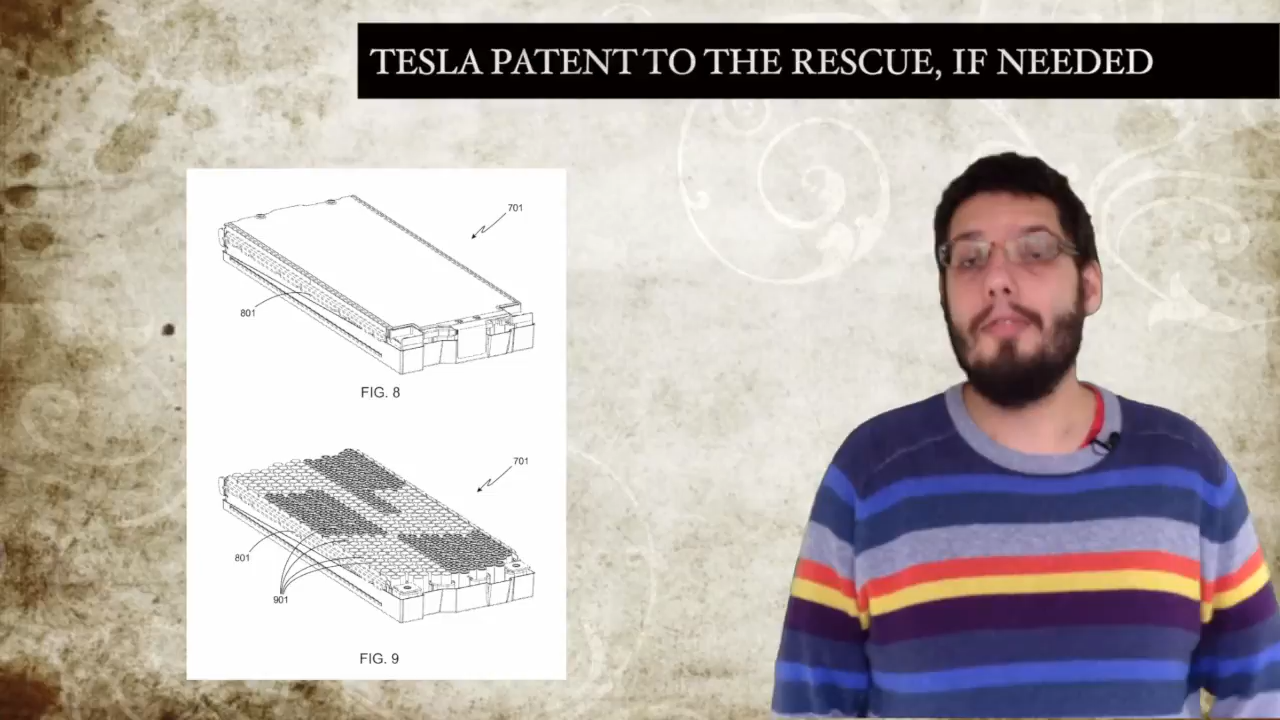 TESLA PATENT TO THE RESCUE, IF NEEDED
701
801
FIG. 8
701
801
901
FIG. 9